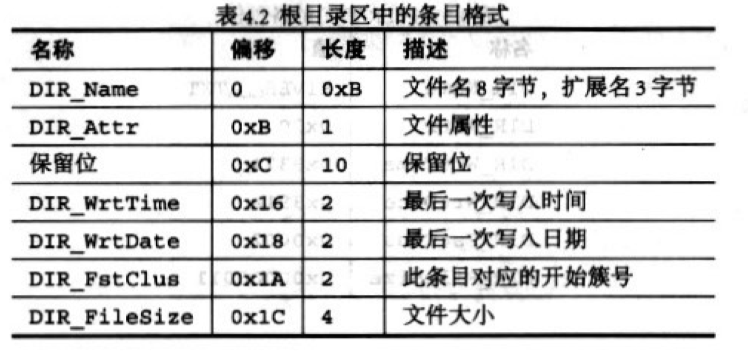 表 4.2 根目录区中的条目格式
名称 偏移 长度 描述
DIR_Name 0 0xB 文件名 8 字节，扩展名 3 字节
DIR_Attr 0xB 1 文件属性
保留位 0xC 10 保留位
DIR_WrtTime 0x16 2 最后一次写入时间
DIR_WrtDate 0x18 2 最后一次写入日期
DIR_FstClus 0x1A 2 此条目对应的开始簇号
DIR_FileSize 0x1C 4 文件大小